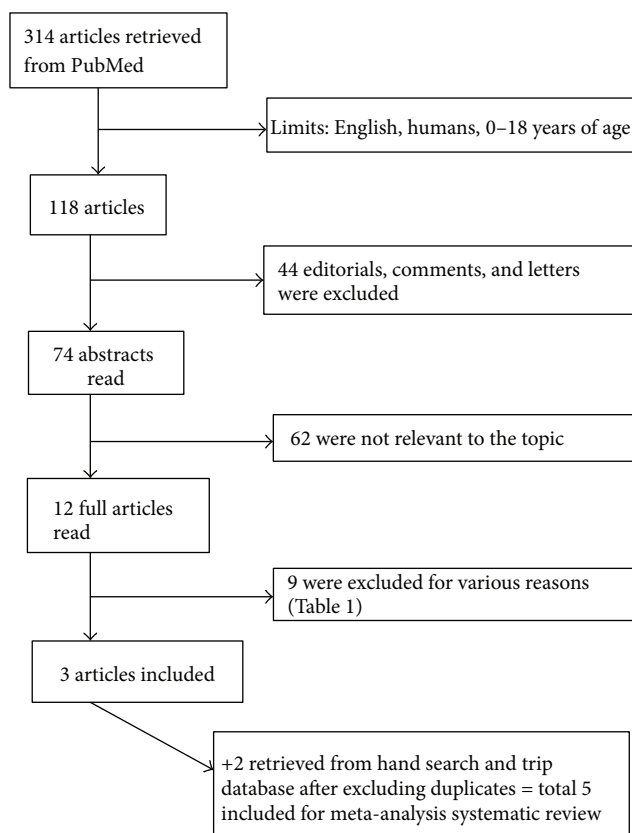 314 articles retrieved
from PubMed
Limits: English, humans, 0–18 years of age
118 articles
44 editorials, comments, and letters
were excluded
74 abstracts
read
62 were not relevant to the topic
12 full articles
read
9 were excluded for various reasons
(Table 1)
3 articles included
+2 retrieved from hand search and trip
database after excluding duplicates = total 5
included for meta-analysis systematic review